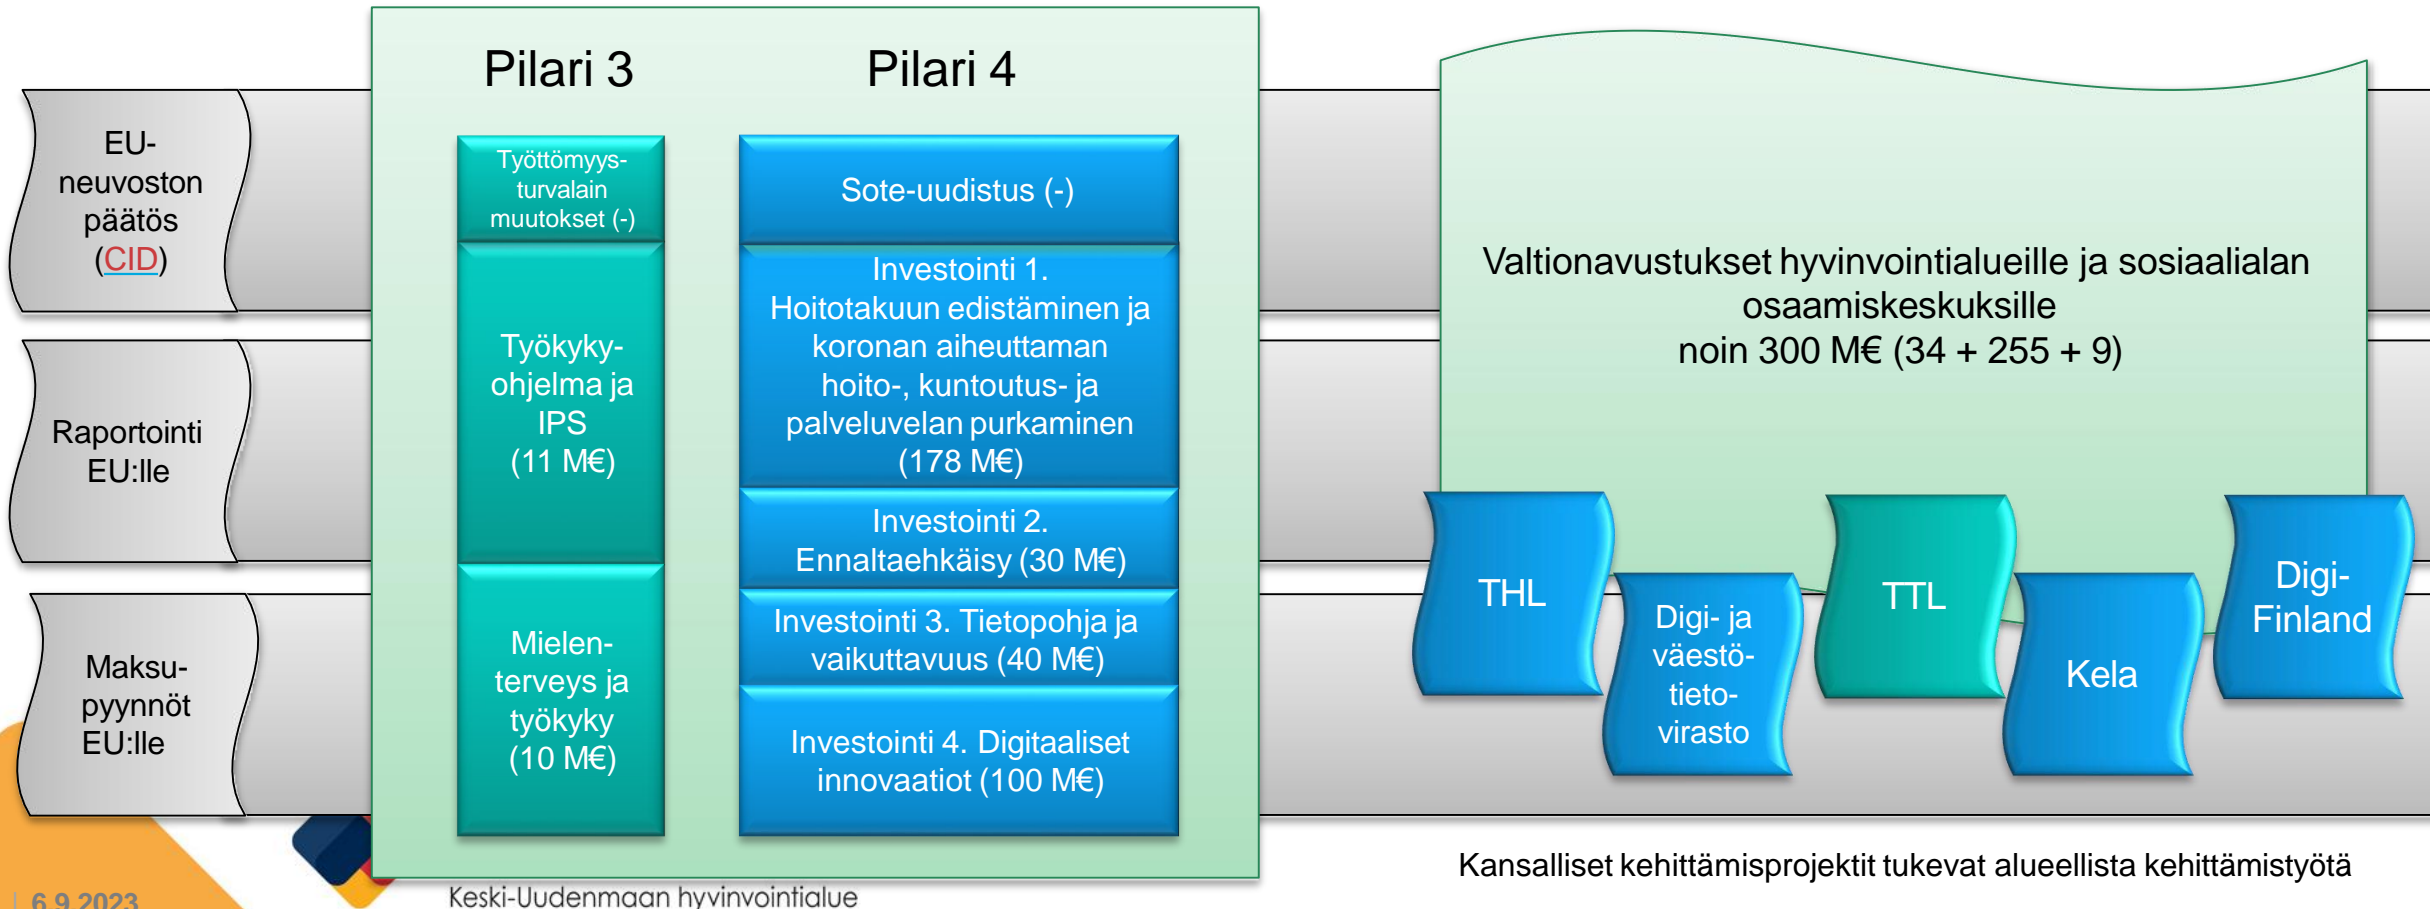 EU-
neuvoston
päätös
(CID)
Raportointi
EU:lle
Maksu-
pyynnöt
EU:lle
Pilari 3
Työttömyys-
turvalain
muutokset (-)
Työkyky-
ohjelma ja
IPS
(11 M€)
Mielen-
terveys ja
työkyky
(10 M€)
Pilari 4
Sote-uudistus (-)
Investointi 1.
Hoitotakuun edistäminen ja
koronan aiheuttaman
hoito-, kuntoutus- ja
palveluvelan purkaminen
(178 M€)
Investointi 2.
Ennaltaehkäisy (30 M€)
Investointi 3. Tietopohja ja
vaikuttavuus (40 M€)
Investointi 4. Digitaaliset
innovaatiot (100 M€)
Valtionavustukset hyvinvointialueille ja sosiaalialan
osaamiskeskuksille
noin 300 M€ (34 + 255 + 9)
THL
Digi- ja
väestö-
tieto-
virasto
TTL
Kela
Digi-
Finland
Kansalliset kehittämisprojektit tukevat alueellista kehittämistyötä
| 6.9.2023
Keski-Uudenmaan hyvinvointialue